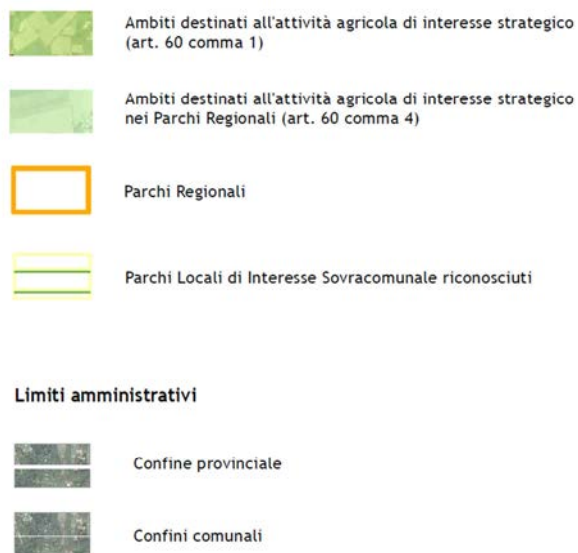 Ambiti destinati all'attività agricola di interesse strategico
(art. 60 comma 1)
Ambiti destinati all'attività agricola di interesse strategico
nei Parchi Regionali (art. 60 comma 4)
Parchi Regionali
Parchi Locali di Interesse Sovracomunale riconosciuti
Limiti amministrativi
Confine provinciale
Confini comunali